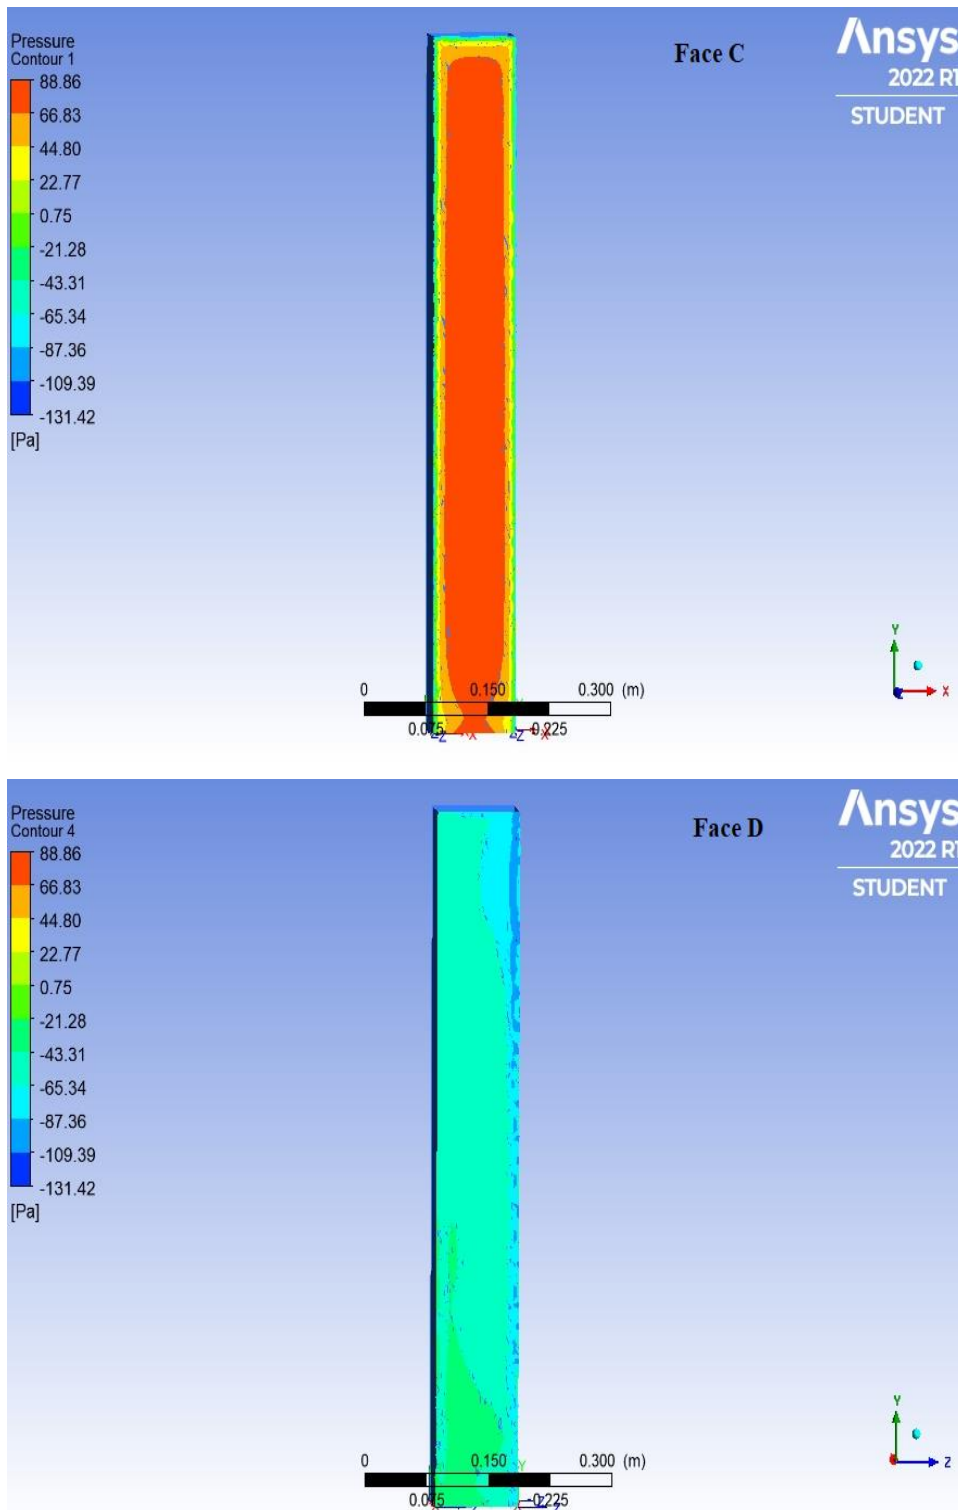 Pressure
Contour 1
Face C
Ansys
2022 R1
STUDENT
88.86
66.83
44.80
22.77
0.75
-21.28
-43.31
-65.34
-87.36
-109.39
-131.42
[Pa]
Y
X
0 0.150 0.300 (m)
0.075 0.225
Z X Z X
Pressure
Contour 4
Face D
Ansys
2022 R1
STUDENT
88.86
66.83
44.80
22.77
0.75
-21.28
-43.31
-65.34
-87.36
-109.39
-131.42
[Pa]
Y
Z
0 0.150 0.300 (m)
0.075 0.225